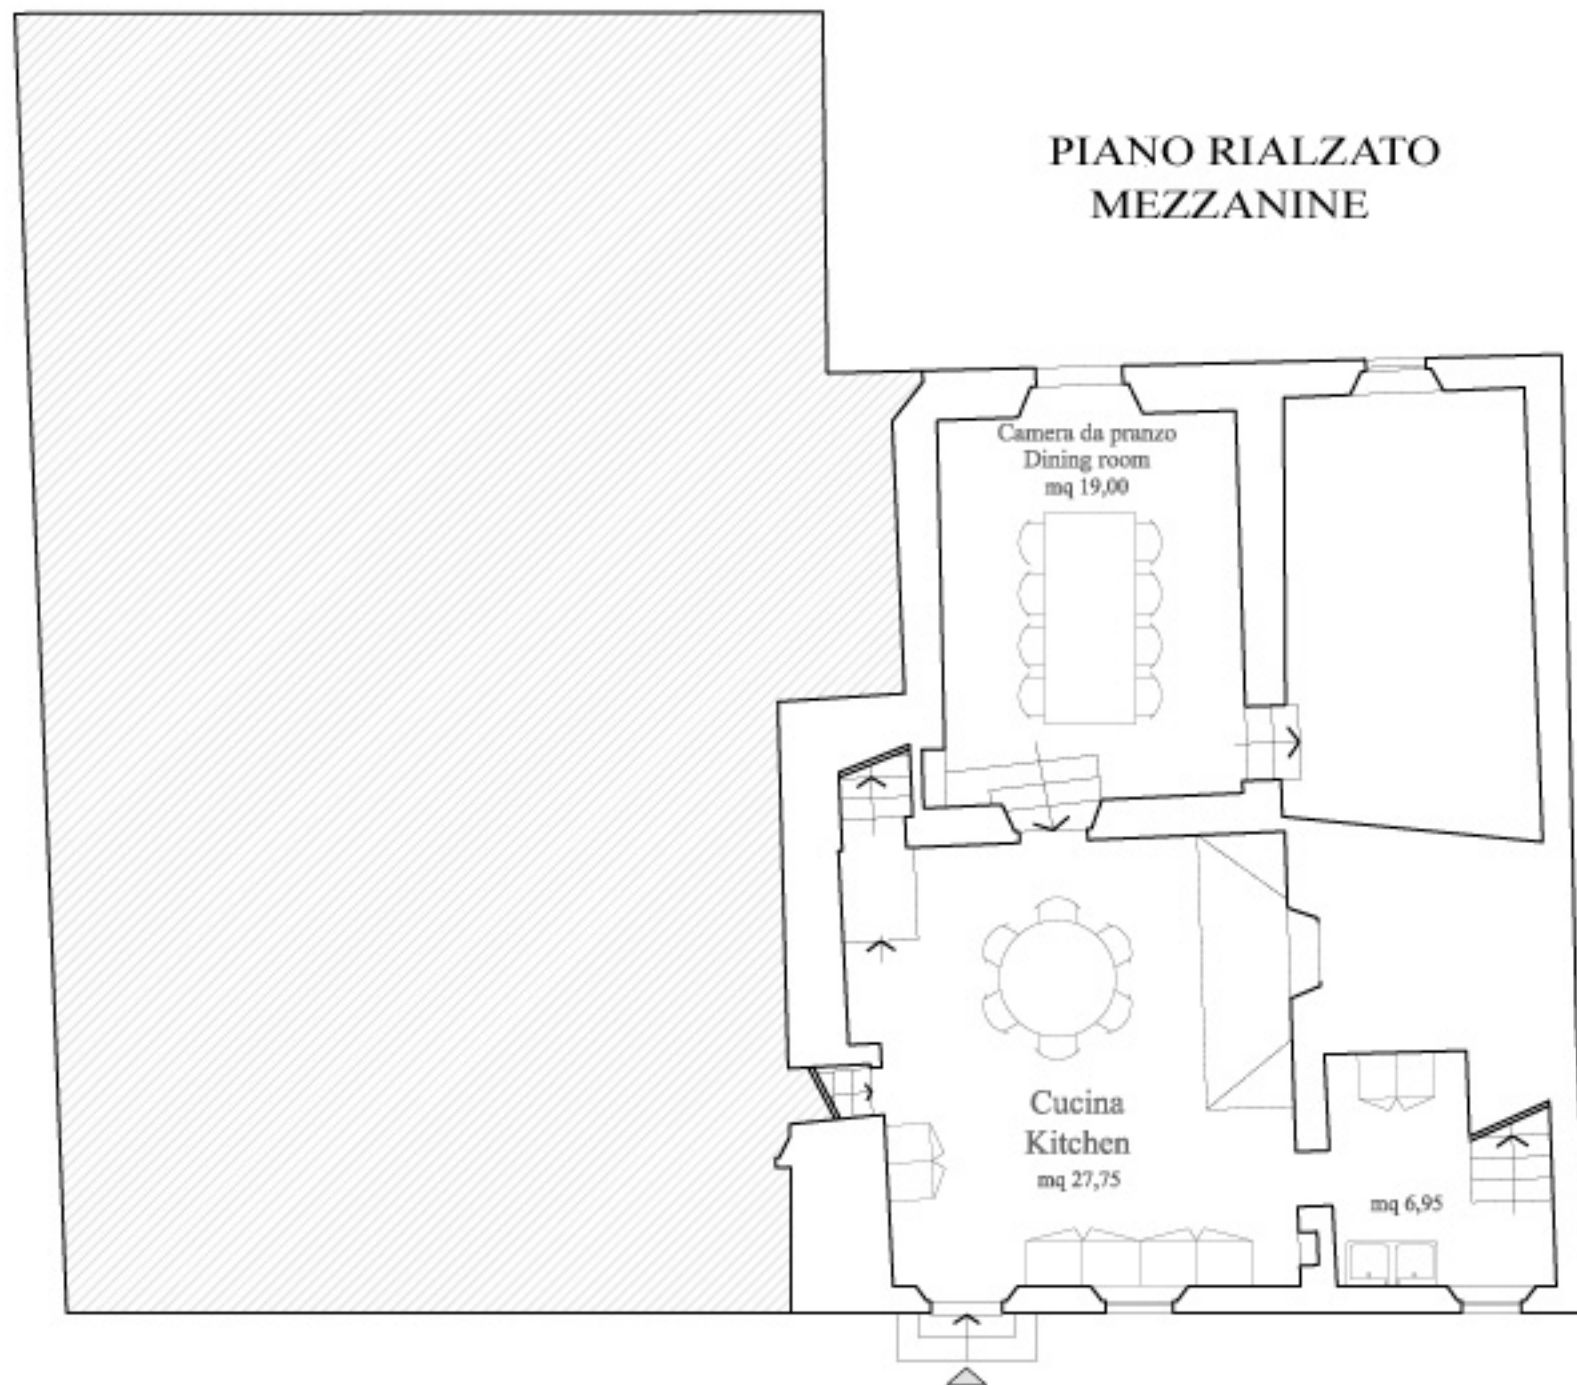 PIANO RIALZATO
MEZZANINE
Camera da pranzo
Dining room
mq 19,00
Cucina
Kitchen
mq 27,75
mq 6,95